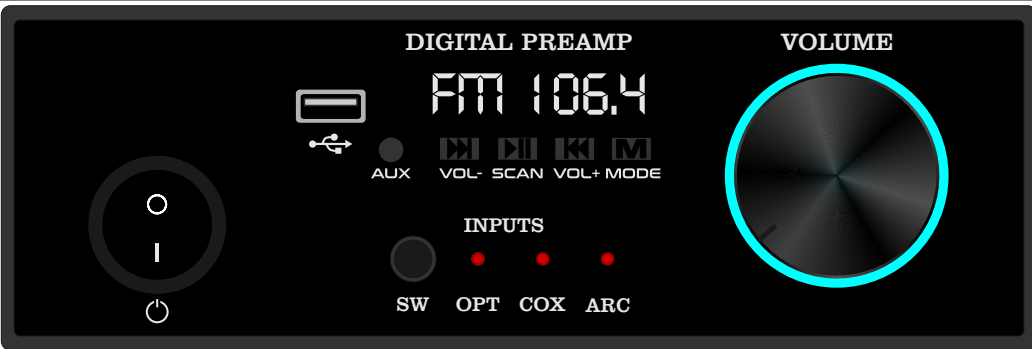 DIGITAL PREAMP
VOLUME
FM 106.4
M
AUX VOL- SCAN VOL+ MODE
INPUTS
SW OPT COX ARC